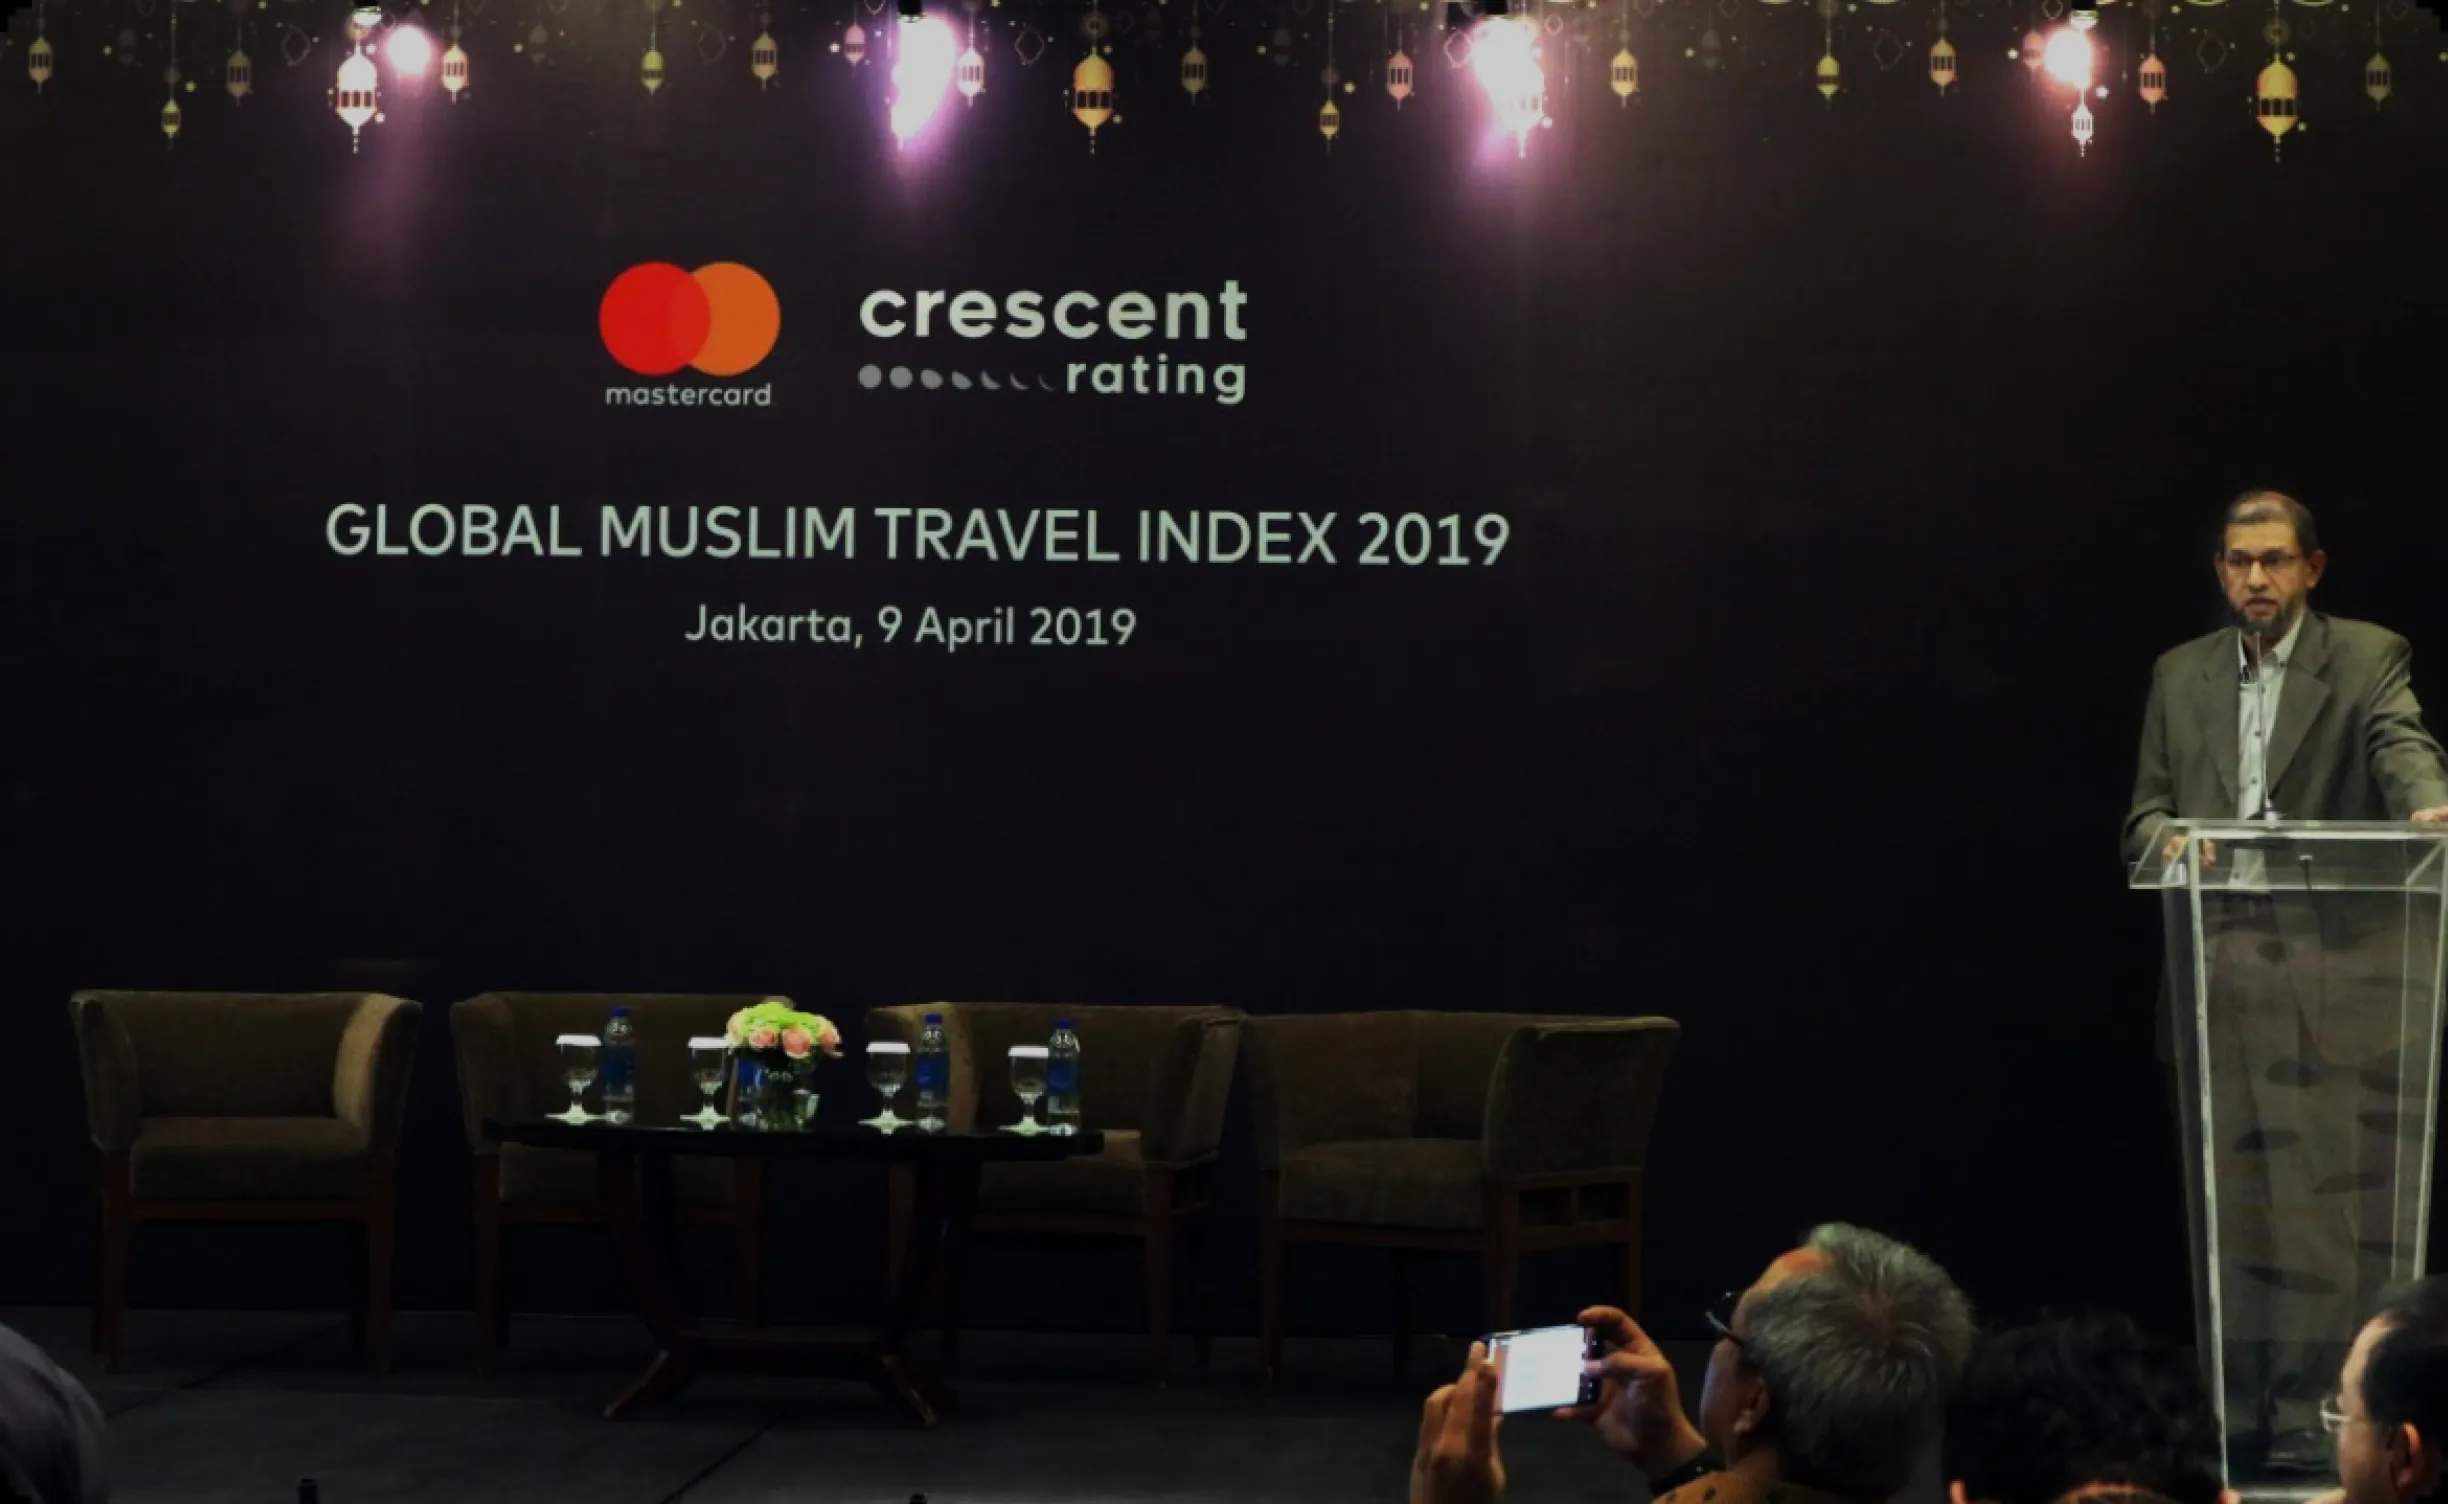 mastercard
crescent
rating
GLOBAL MUSLIM TRAVEL INDEX 2019
Jakarta, 9 April 2019